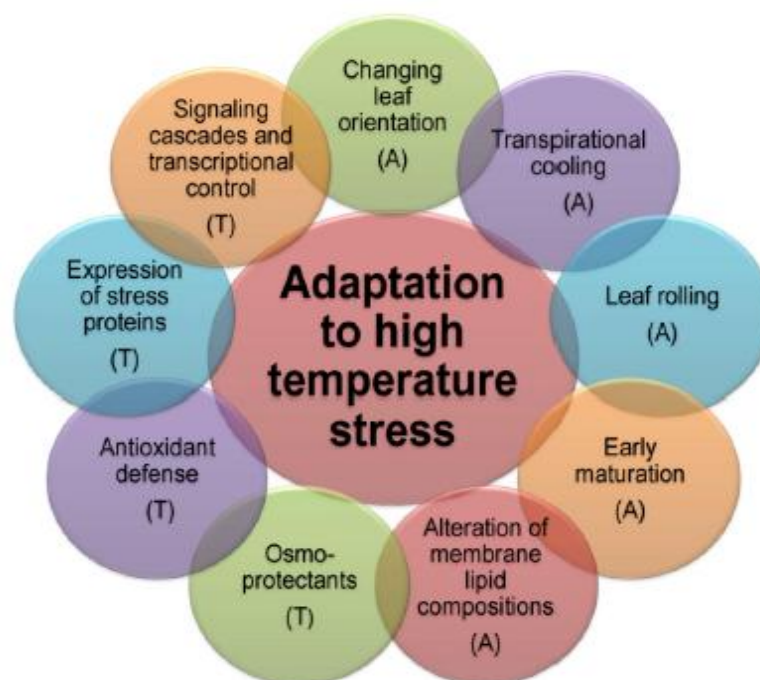 Adaptation
to high
temperature
stress
Changing
leaf
orientation
(A)
Transpirational
cooling
(A)
Leaf rolling
(A)
Early
maturation
(A)
Alteration of
membrane
lipid
compositions
(A)
Osmo-
protectants
(T)
Antioxidant
defense
(T)
Expression
of stress
proteins
(T)
Signaling
cascades and
transcriptional
control
(T)